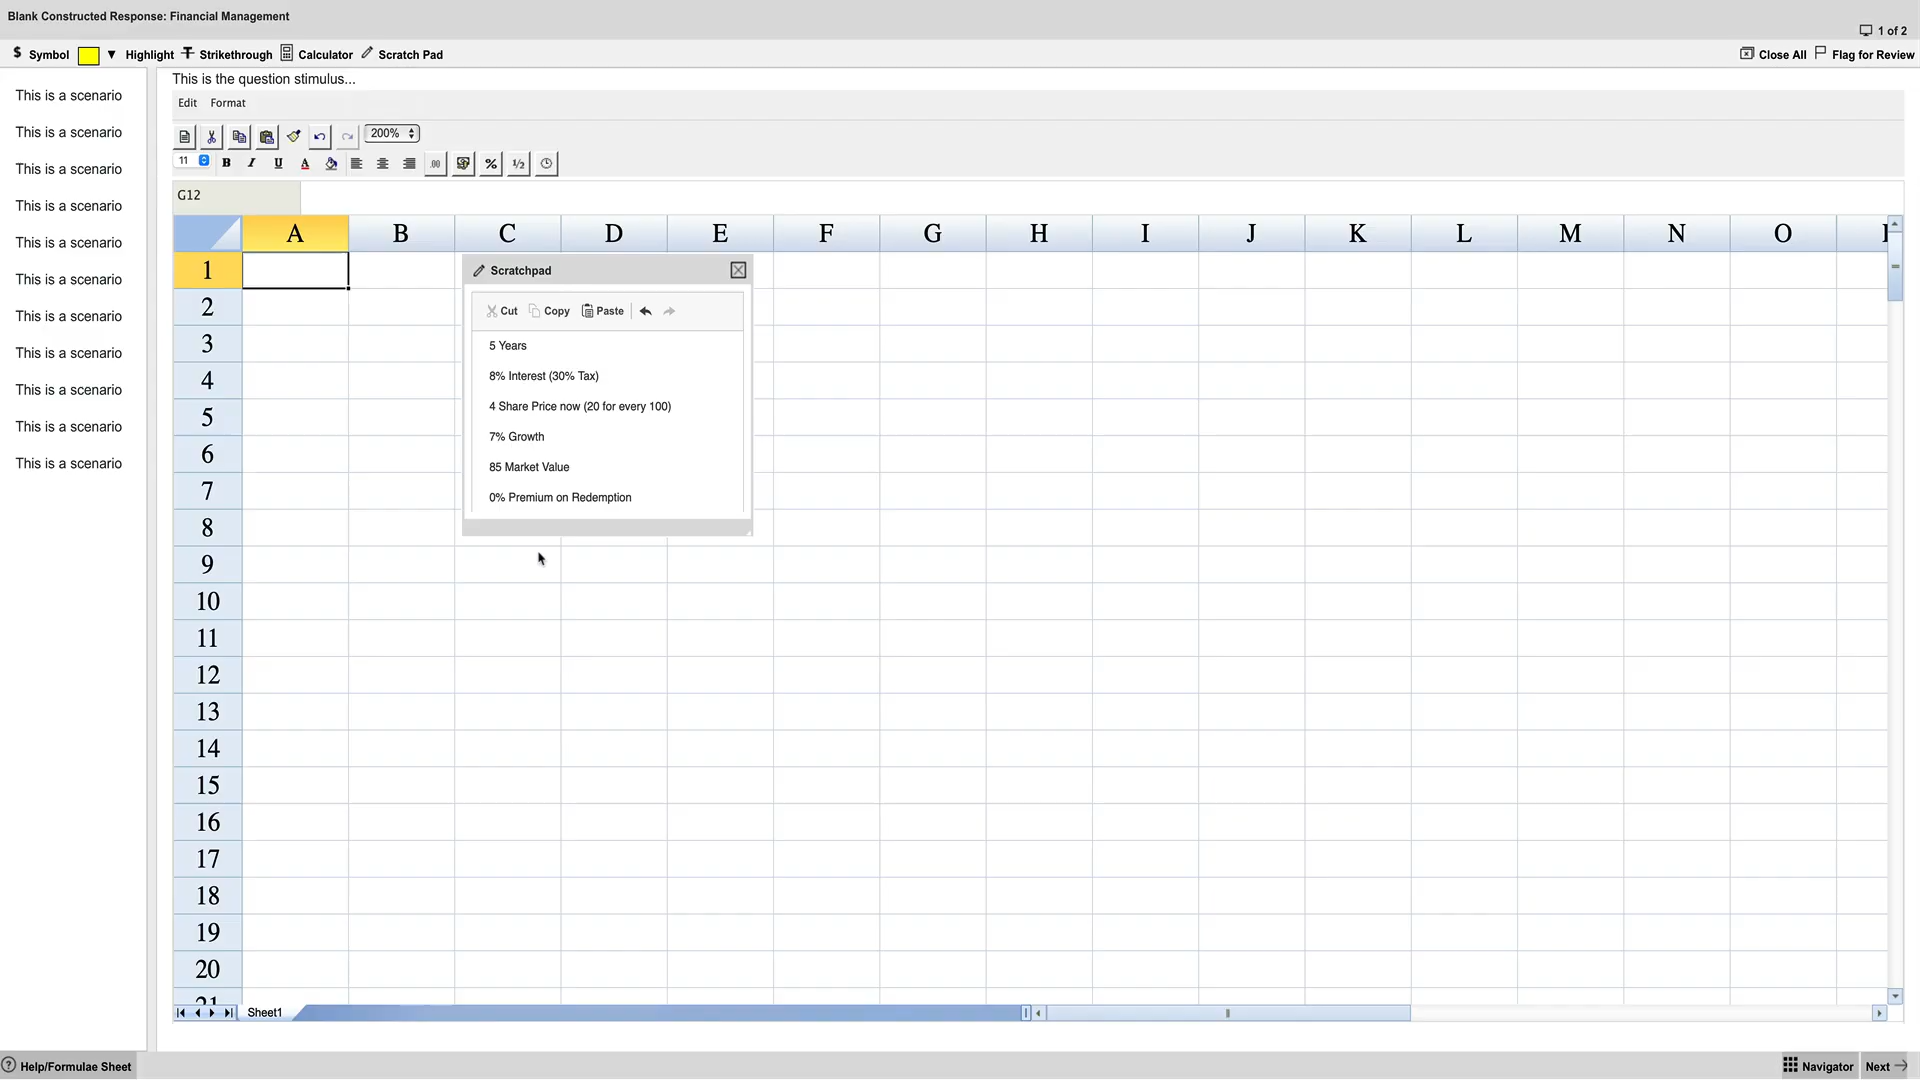 Blank Constructed Response: Financial Management
1 of 2
$ Symbol ▼ Highlight Strikethrough Calculator Scratch Pad
Close All Flag for Review
This is the question stimulus...
This is a scenario
This is a scenario
This is a scenario
This is a scenario
This is a scenario
This is a scenario
This is a scenario
This is a scenario
This is a scenario
This is a scenario
This is a scenario
Edit Format
200%
11 B I U A .00 % ½
G12
A B C D E F G H I J K L M N O
1
2
3
4
5
6
7
8
9
10
11
12
13
14
15
16
17
18
19
20
21
Scratchpad
Cut Copy Paste
5 Years
8% Interest (30% Tax)
4 Share Price now (20 for every 100)
7% Growth
85 Market Value
0% Premium on Redemption
Sheet1
? Help/Formulae Sheet
Navigator Next